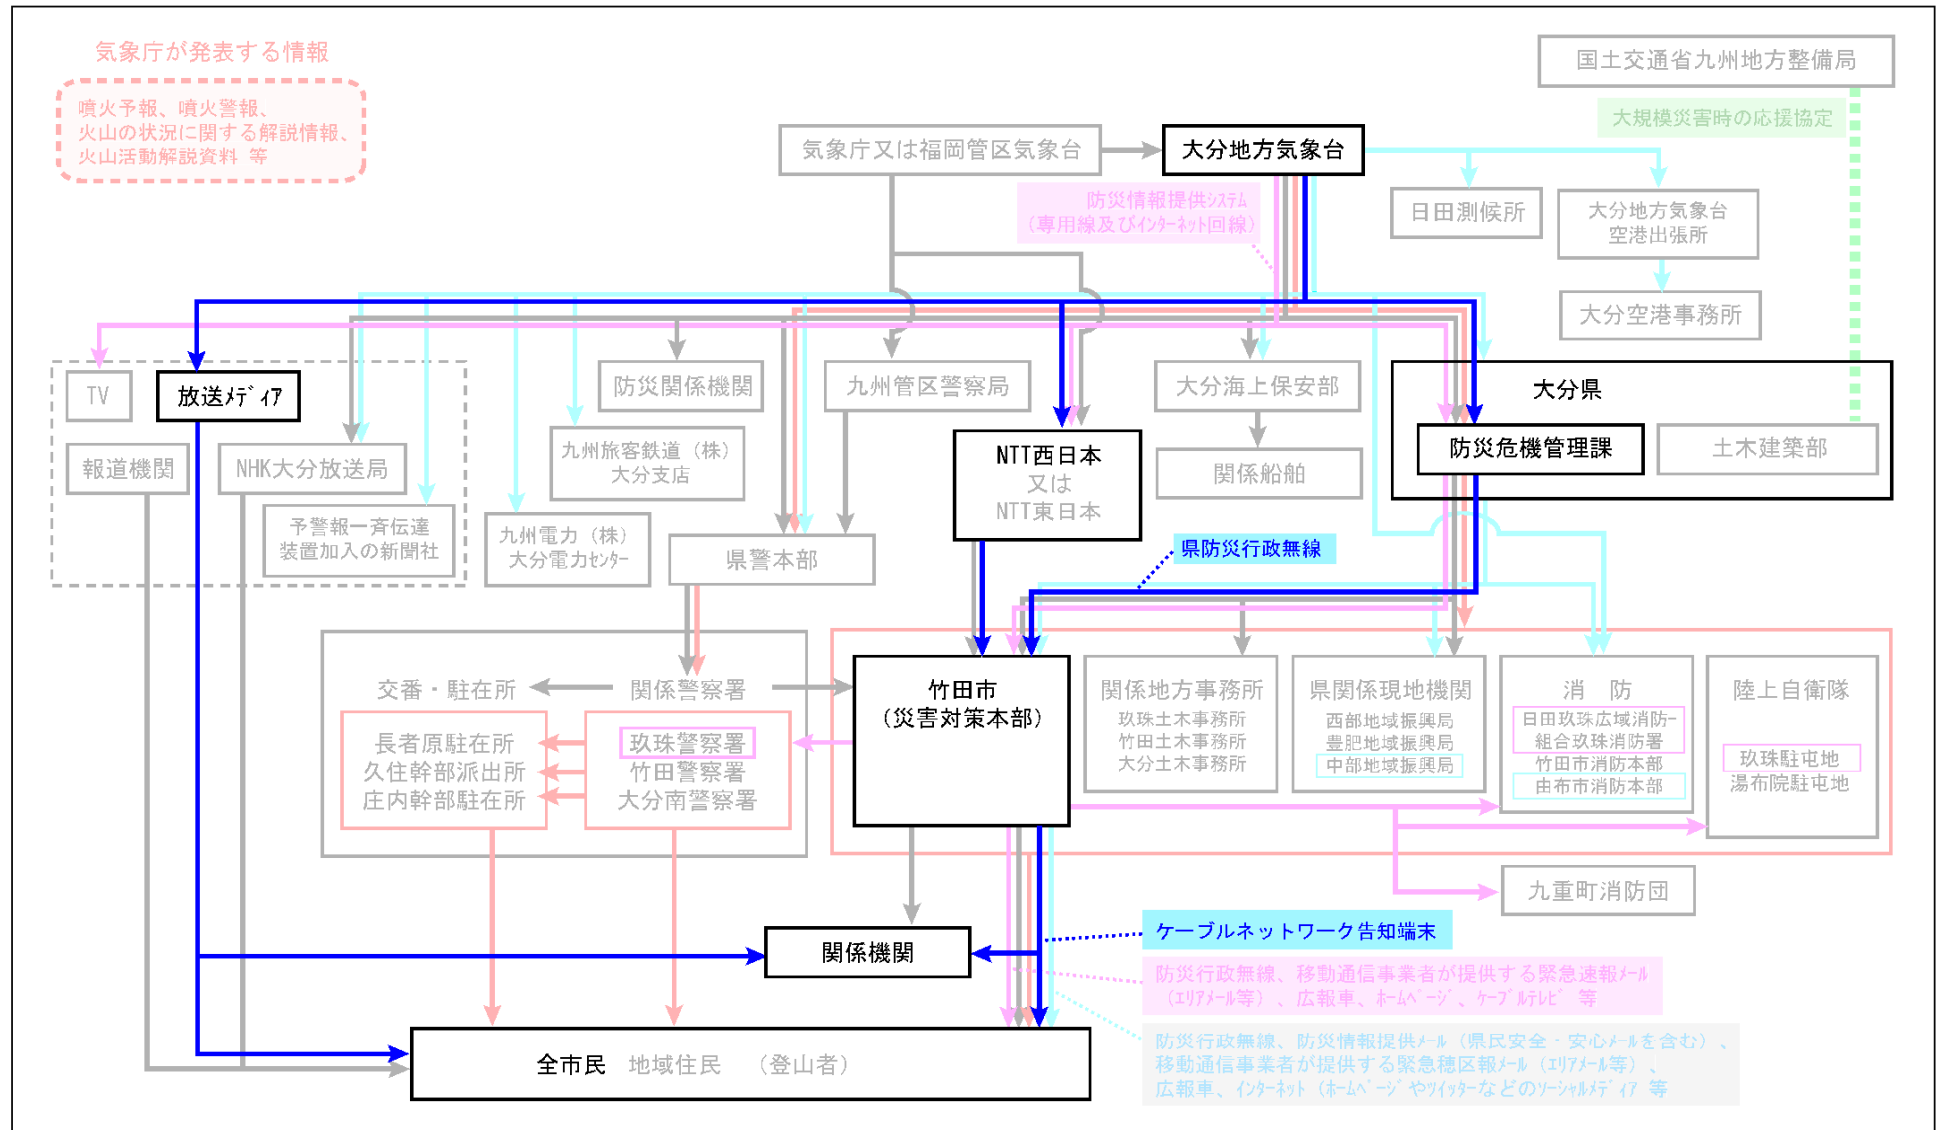 気象庁が発表する情報
噴火予報、噴火警報、
火山の状況に関する解説情報、
火山活動解説資料 等
国土交通省九州地方整備局
大規模災害時の応援協定
気象庁又は福岡管区気象台
大分地方気象台
防災情報提供ｼｽﾃﾑ
（専用線及びｲﾝﾀｰﾈｯﾄ回線）
日田測候所
大分地方気象台
空港出張所
大分空港事務所
TV
放送ﾒﾃﾞｨｱ
報道機関
NHK大分放送局
予警報一斉伝達
装置加入の新聞社
防災関係機関
九州旅客鉄道（株）
大分支店
九州電力（株）
大分電力ｾﾝﾀｰ
九州管区警察局
県警本部
NTT西日本
又は
NTT東日本
大分海上保安部
関係船舶
大分県
防災危機管理課
土木建築部
県防災行政無線
交番・駐在所
関係警察署
長者原駐在所
久住幹部派出所
庄内幹部駐在所
玖珠警察署
竹田警察署
大分南警察署
竹田市
（災害対策本部）
関係地方事務所
玖珠土木事務所
竹田土木事務所
大分土木事務所
県関係現地機関
西部地域振興局
豊肥地域振興局
中部地域振興局
消　防
日田玖珠広域消防ｰ
組合玖珠消防署
竹田市消防本部
由布市消防本部
陸上自衛隊
玖珠駐屯地
湯布院駐屯地
九重町消防団
関係機関
ケーブルネットワーク告知端末
防災行政無線、移動通信事業者が提供する緊急速報ﾒｰﾙ
（ｴﾘｱﾒｰﾙ等）、広報車、ﾎｰﾑﾍﾟｰｼﾞ、ｹｰﾌﾞﾙﾃﾚﾋﾞ 等
防災行政無線、防災情報提供ﾒｰﾙ（県民安全・安心ﾒｰﾙを含む）、
移動通信事業者が提供する緊急穂区報ﾒｰﾙ（ｴﾘｱﾒｰﾙ等）、
広報車、ｲﾝﾀｰﾈｯﾄ（ﾎｰﾑﾍﾟｰｼﾞやﾂｲｯﾀｰなどのｿｰｼｬﾙﾒﾃﾞｨｱ 等
全市民　地域住民　（登山者）